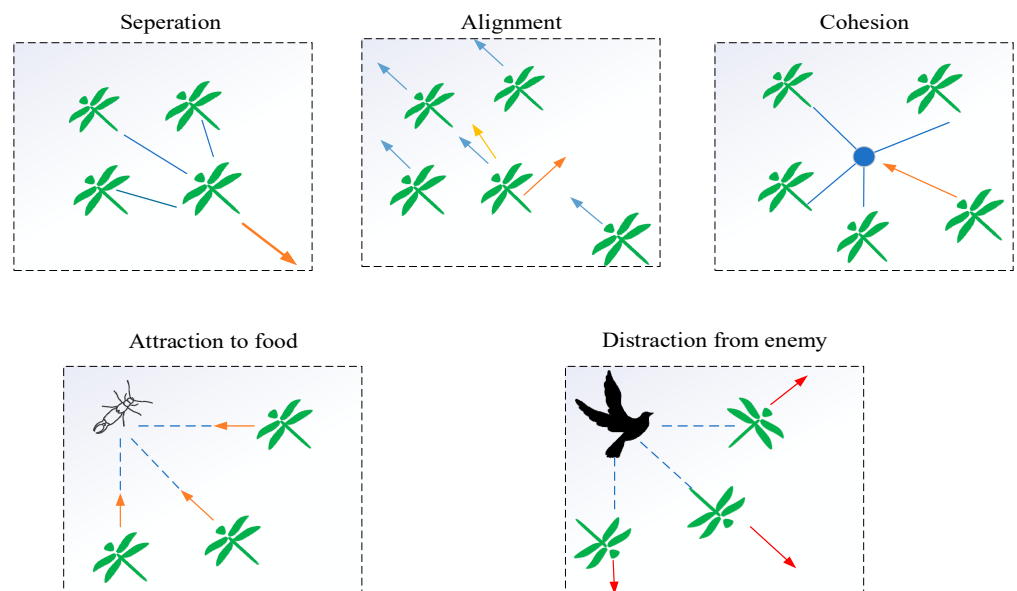 Seperation
Alignment
Cohesion
Attraction to food
Distraction from enemy